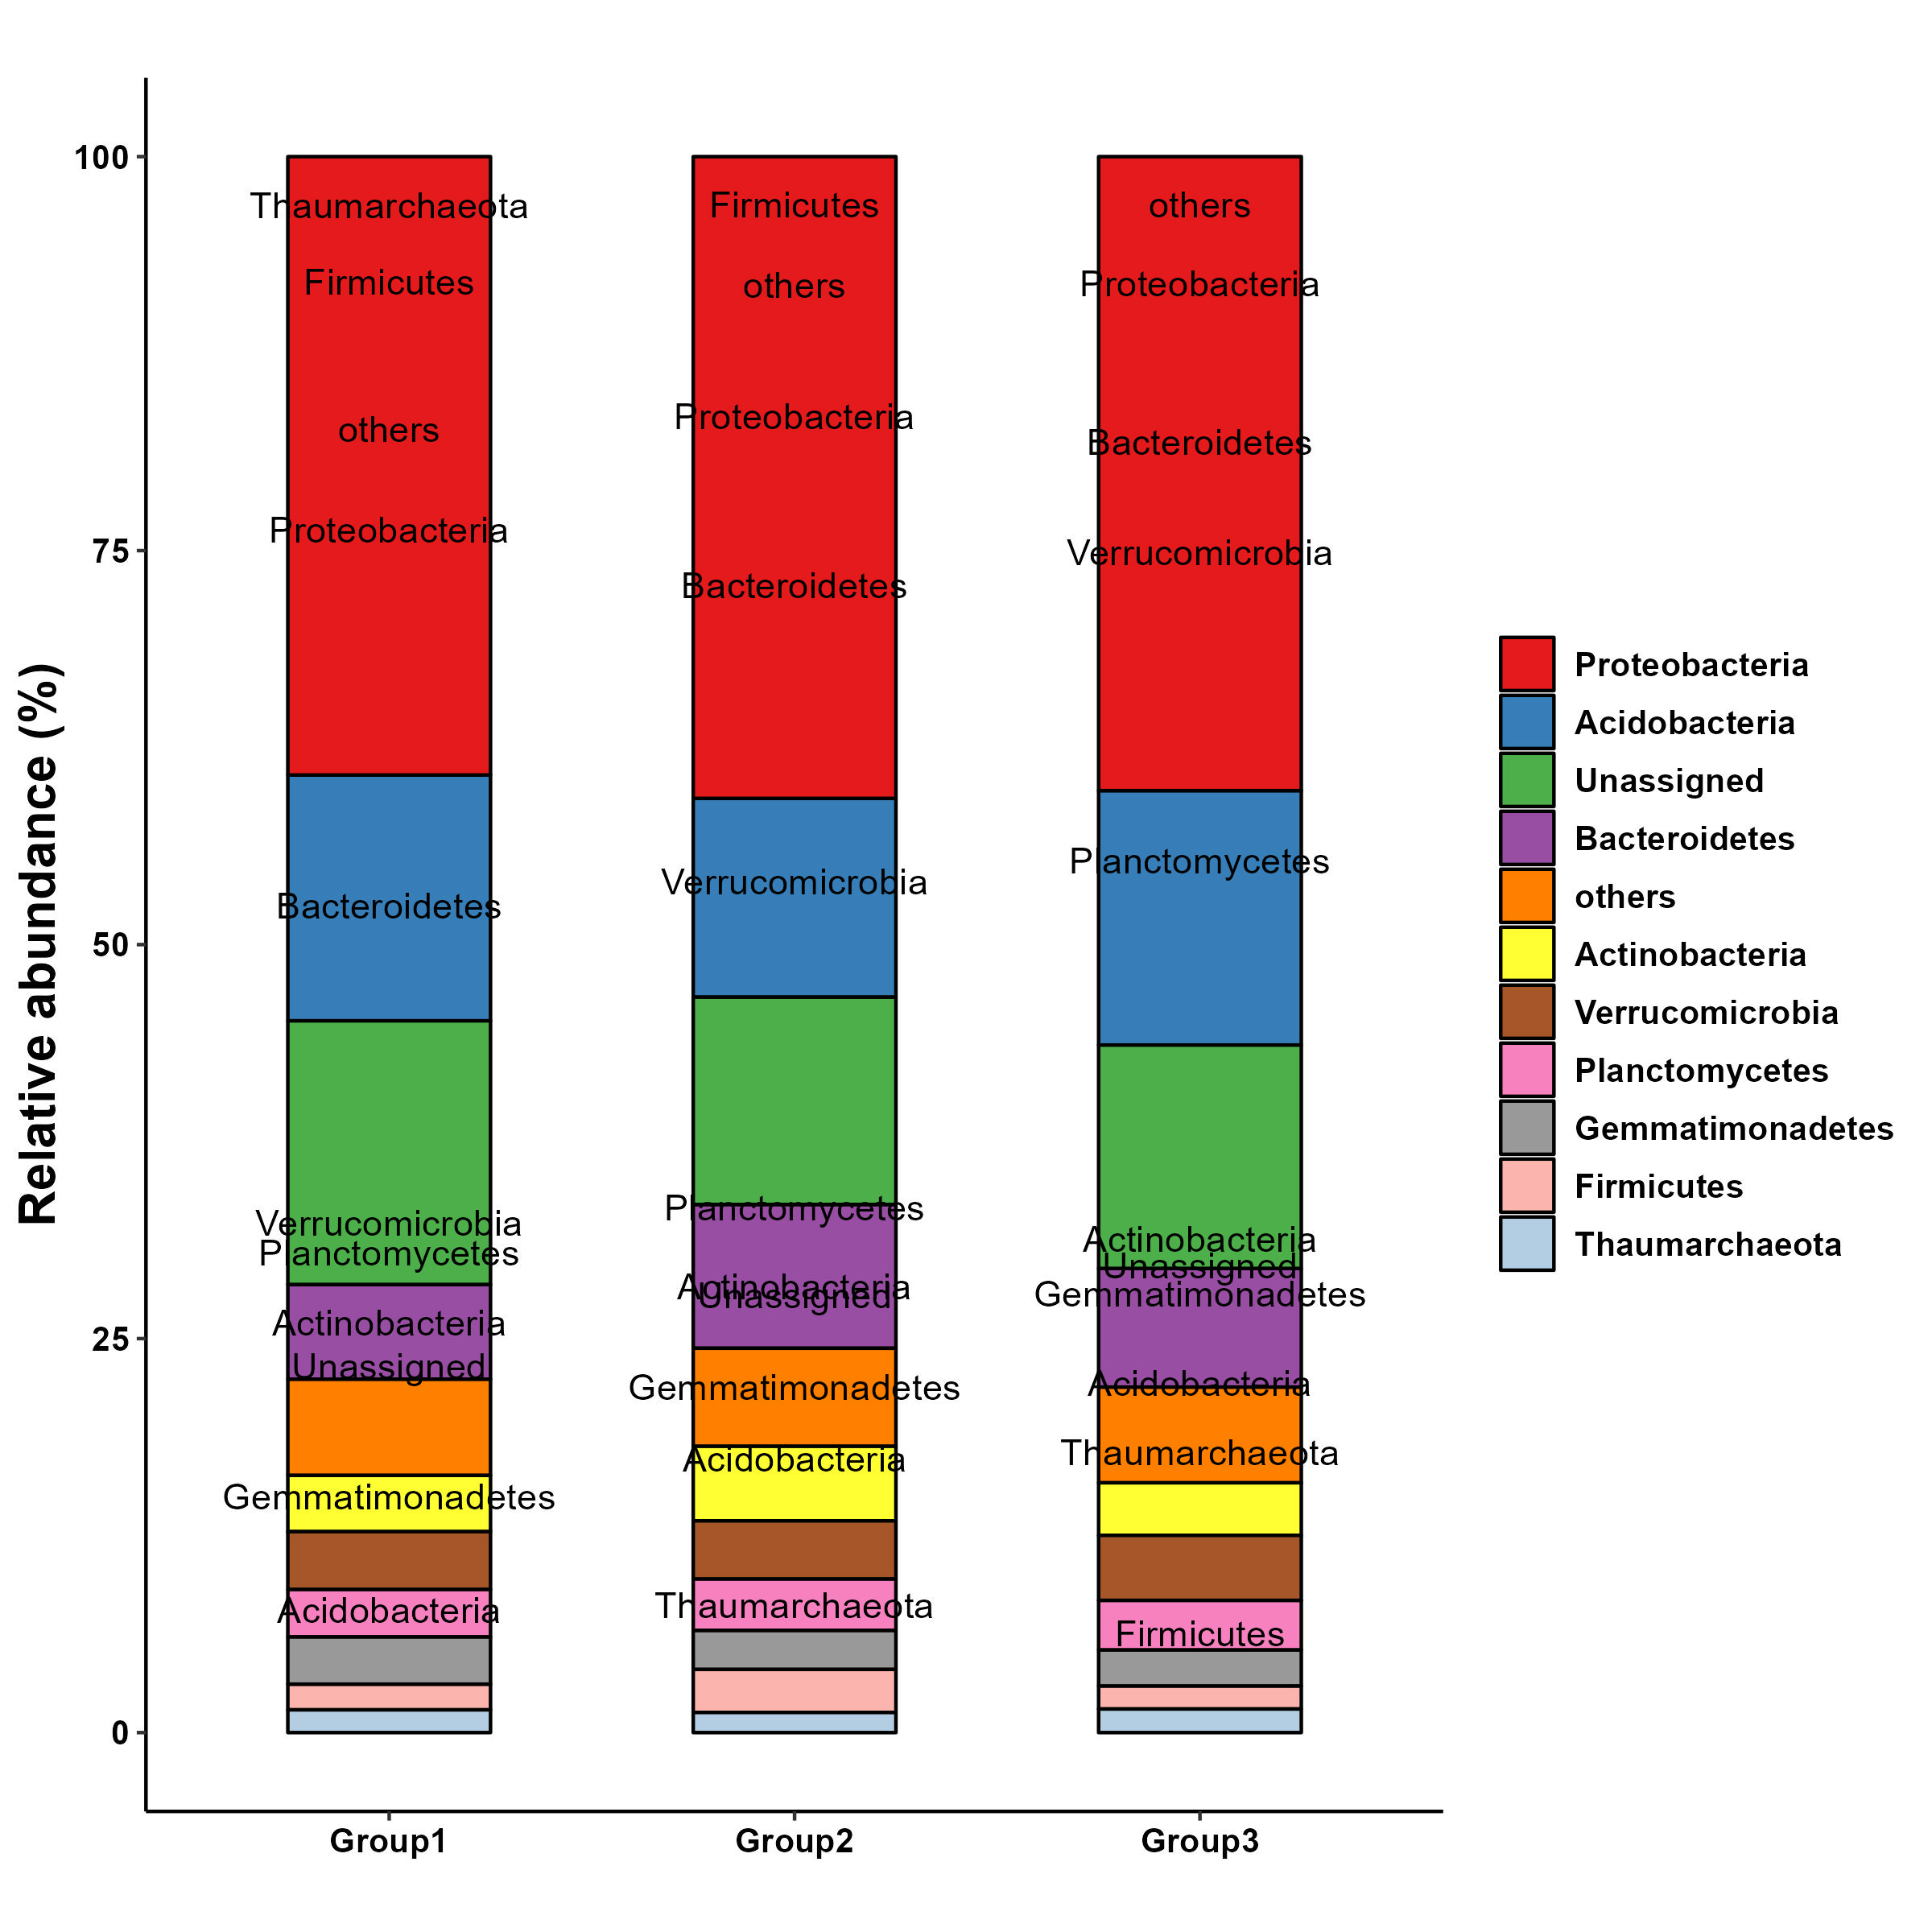 Relative abundance (%)
100
75
50
25
0
Thaumarchaeota
Firmicutes
others
Proteobacteria
Bacteroidetes
Verrucomicrobia
Planctomycetes
Actinobacteria
Unassigned
Gemmatimonadetes
Acidobacteria
Group1
Firmicutes
others
Proteobacteria
Bacteroidetes
Verrucomicrobia
Planctomycetes
Actinobacteria
Unassigned
Gemmatimonadetes
Acidobacteria
Thaumarchaeota
Group2
others
Proteobacteria
Bacteroidetes
Verrucomicrobia
Planctomycetes
Actinobacteria
Unassigned
Gemmatimonadetes
Acidobacteria
Thaumarchaeota
Firmicutes
Group3
Proteobacteria
Acidobacteria
Unassigned
Bacteroidetes
others
Actinobacteria
Verrucomicrobia
Planctomycetes
Gemmatimonadetes
Firmicutes
Thaumarchaeota